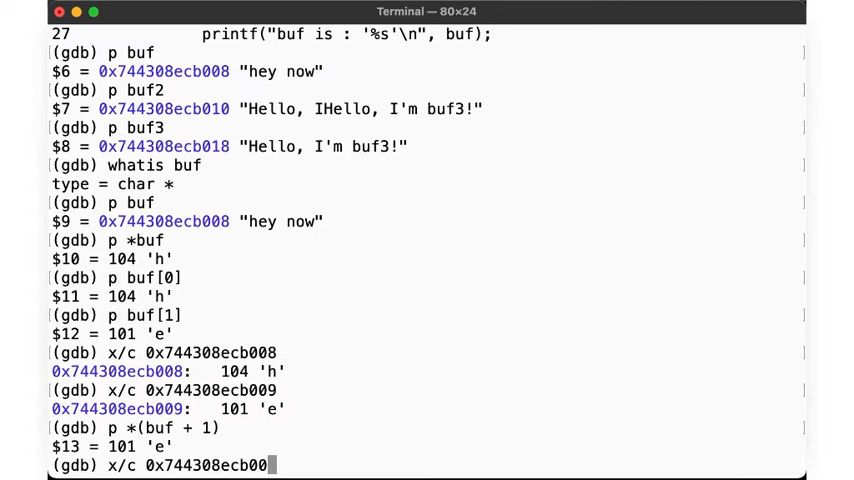 Terminal — 80×24
27              printf("buf is : '%s'\n", buf);
(gdb) p buf
$6 = 0x744308ecb008 "hey now"
(gdb) p buf2
$7 = 0x744308ecb010 "Hello, IHello, I'm buf3!"
(gdb) p buf3
$8 = 0x744308ecb018 "Hello, I'm buf3!"
(gdb) whatis buf
type = char *
(gdb) p buf
$9 = 0x744308ecb008 "hey now"
(gdb) p *buf
$10 = 104 'h'
(gdb) p buf[0]
$11 = 104 'h'
(gdb) p buf[1]
$12 = 101 'e'
(gdb) x/c 0x744308ecb008
0x744308ecb008:   104 'h'
(gdb) x/c 0x744308ecb009
0x744308ecb009:   101 'e'
(gdb) p *(buf + 1)
$13 = 101 'e'
(gdb) x/c 0x744308ecb00